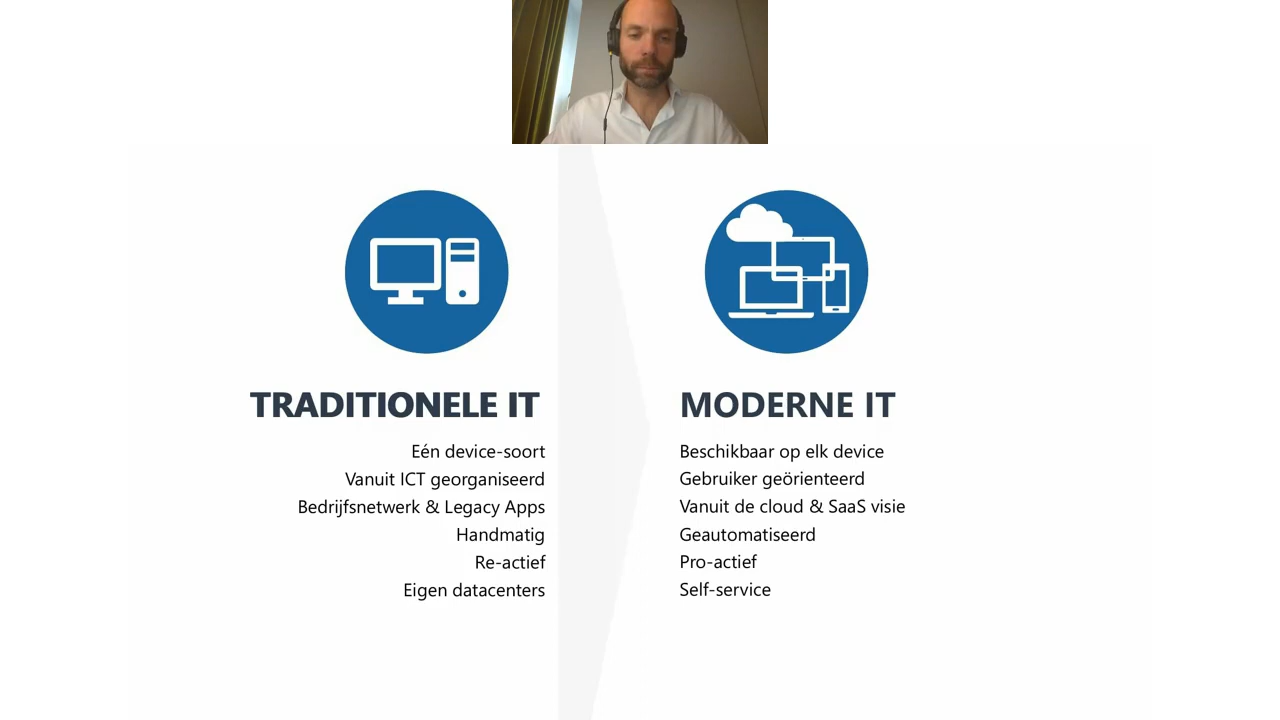 TRADITIONELE IT
Eén device-soort
Vanuit ICT georganiseerd
Bedrijfsnetwerk & Legacy Apps
Handmatig
Re-actief
Eigen datacenters
MODERNE IT
Beschikbaar op elk device
Gebruiker geörienteerd
Vanuit de cloud & SaaS visie
Geautomatiseerd
Pro-actief
Self-service